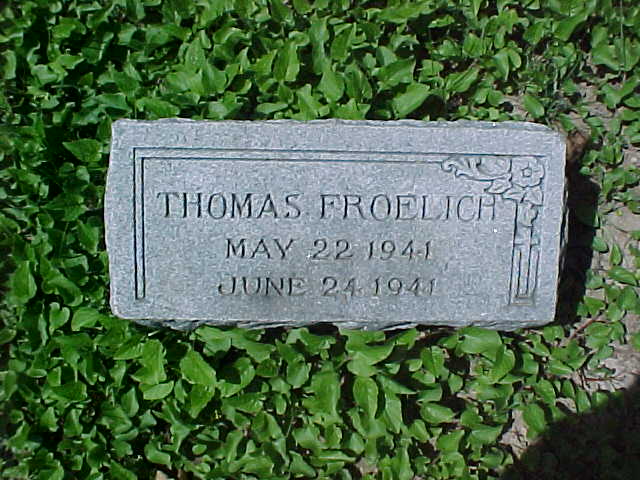 THOMAS FROELICH
MAY 22 1941
JUNE 24 1941